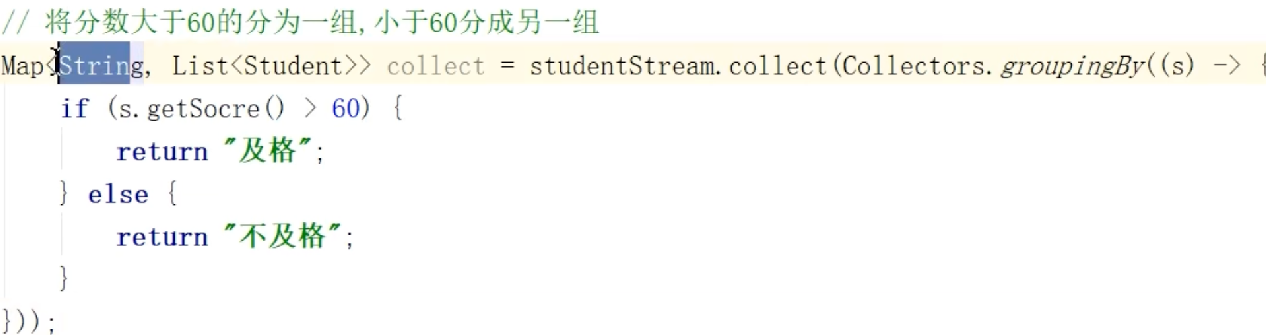 // 将分数大于60的分为一组,小于60分成另一组
Map<String, List<Student>> collect = studentStream.collect(Collectors.groupingBy((s) -> {
if (s.getSocre() > 60) {
return "及格";
} else {
return "不及格";
}
}));